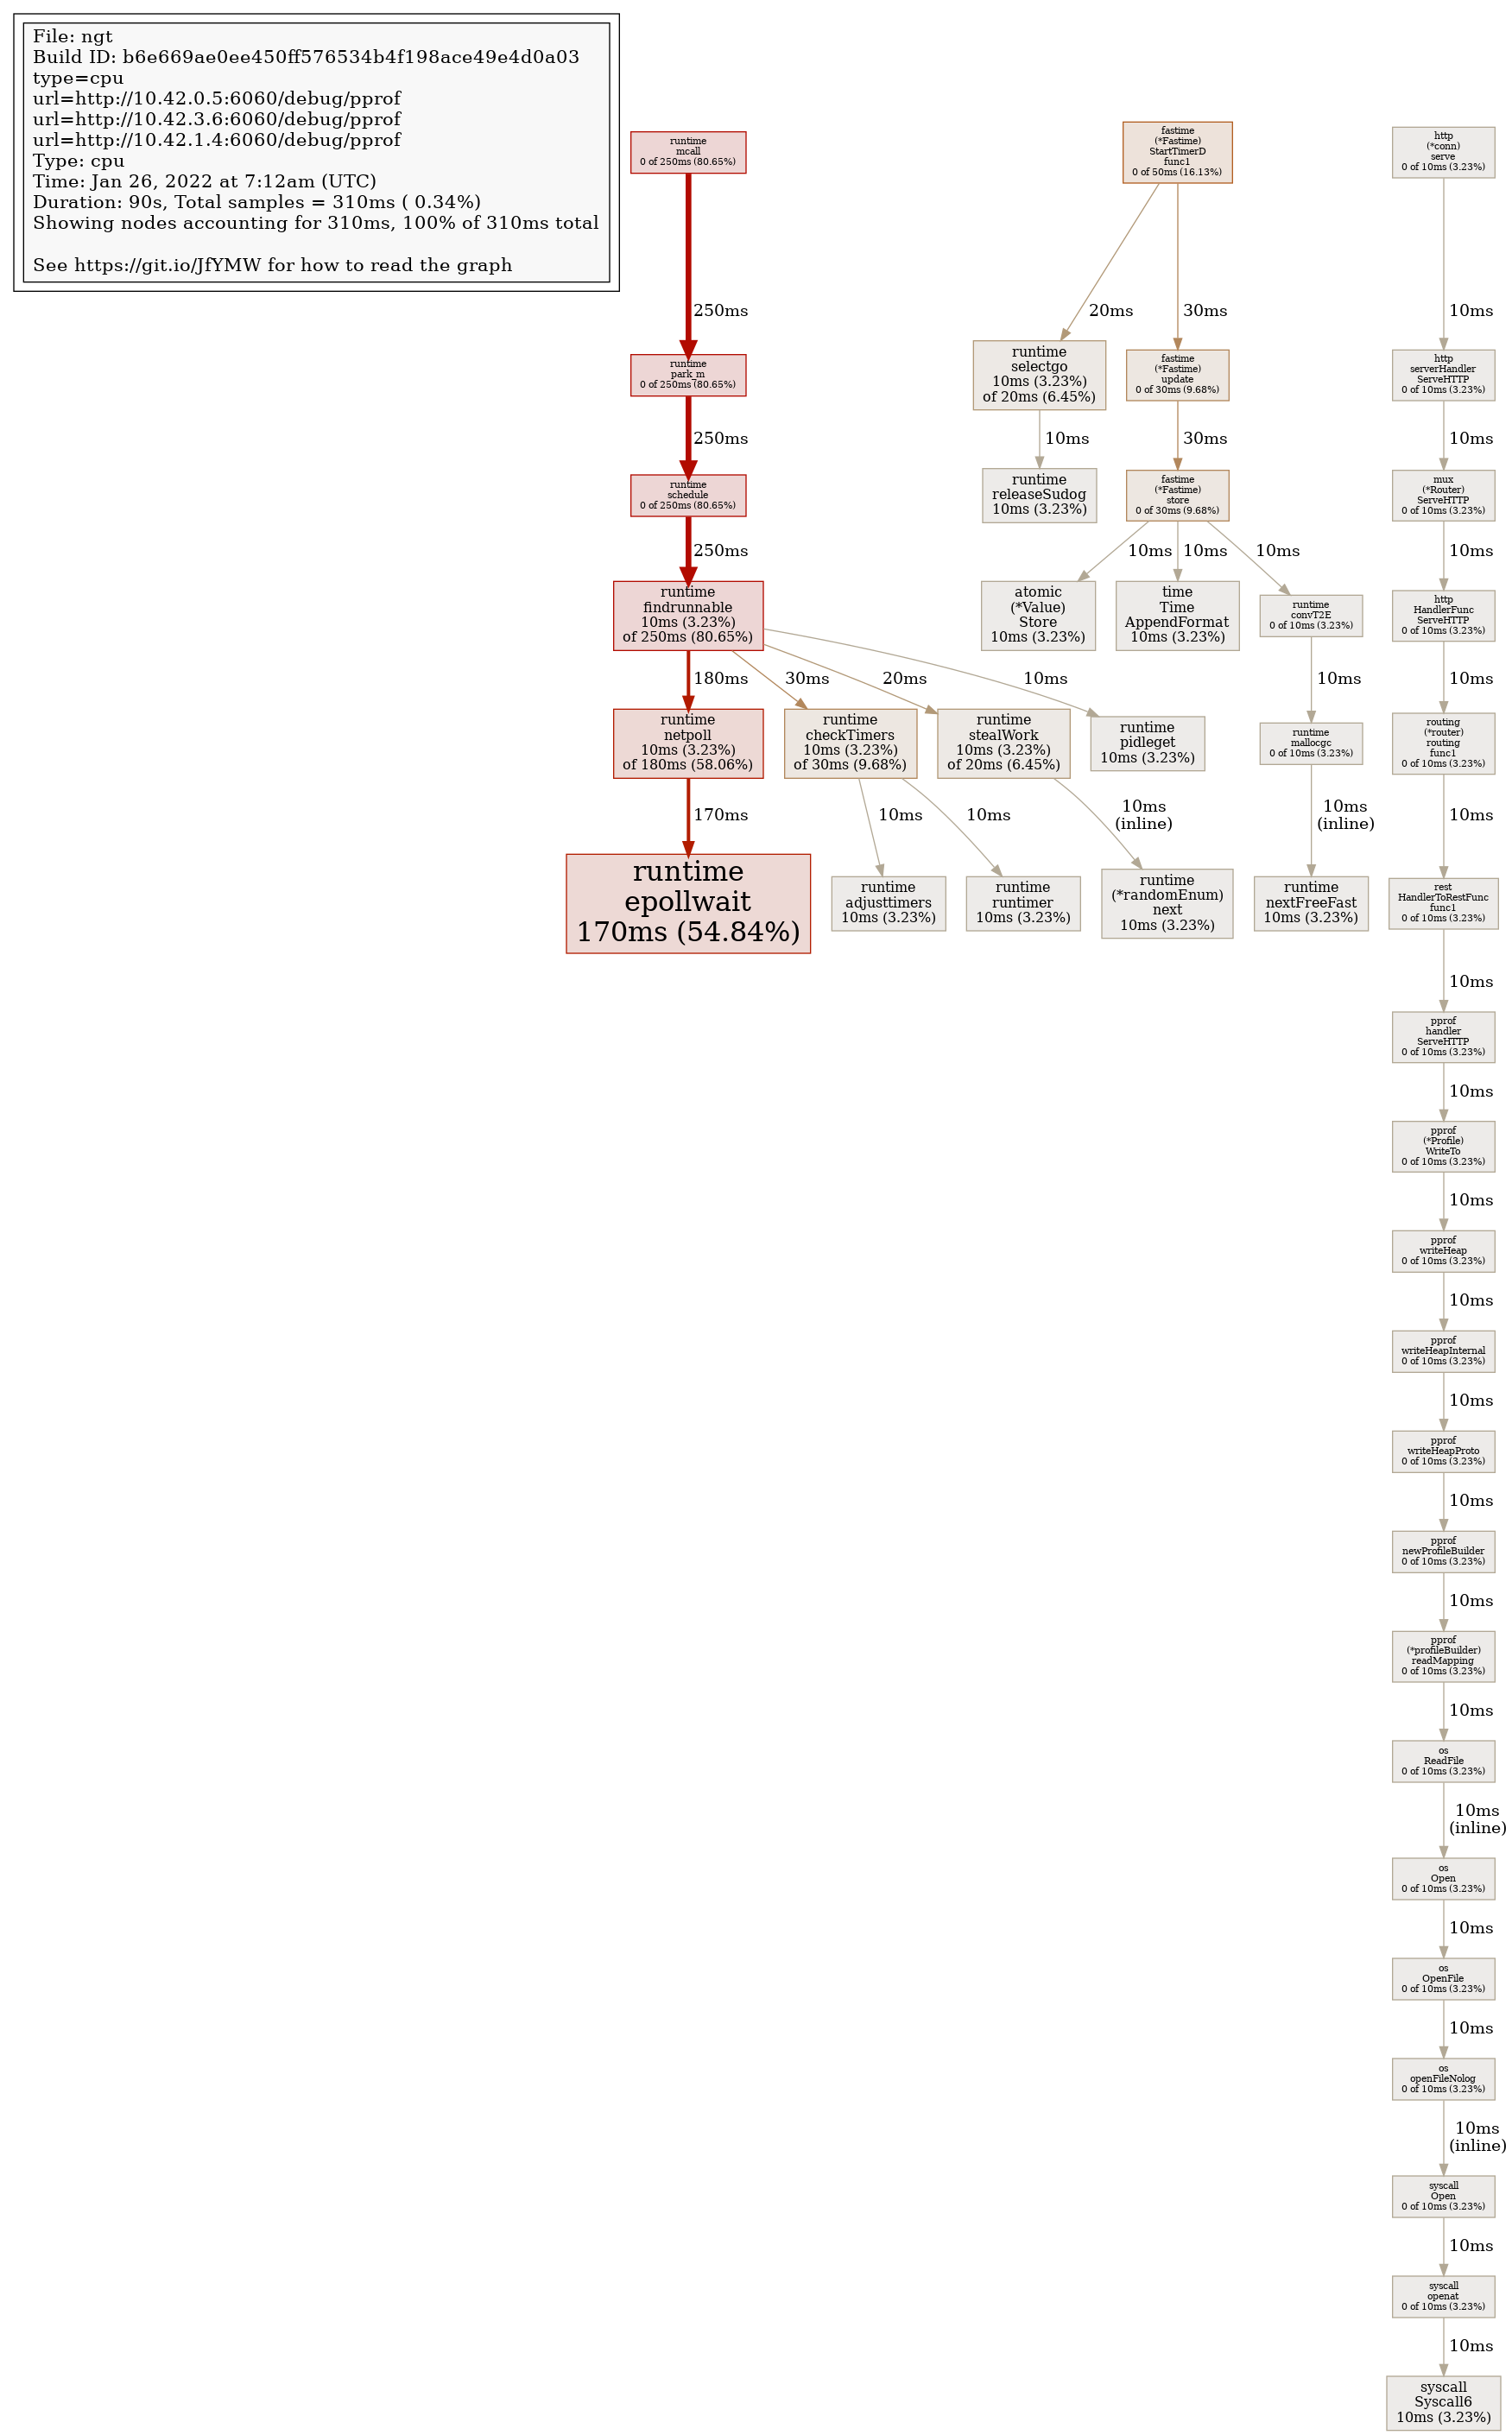 File: ngt
Build ID: b6e669ae0ee450ff576534b4f198ace49e4d0a03
type=cpu
url=http://10.42.0.5:6060/debug/pprof
url=http://10.42.3.6:6060/debug/pprof
url=http://10.42.1.4:6060/debug/pprof
Type: cpu
Time: Jan 26, 2022 at 7:12am (UTC)
Duration: 90s, Total samples = 310ms ( 0.34%)
Showing nodes accounting for 310ms, 100% of 310ms total
See https://git.io/JfYMW for how to read the graph
runtime
mcall
0 of 250ms (80.65%)
250ms
runtime
park_m
0 of 250ms (80.65%)
250ms
runtime
schedule
0 of 250ms (80.65%)
250ms
runtime
findrunnable
10ms (3.23%)
of 250ms (80.65%)
180ms
30ms
20ms
10ms
runtime
netpoll
10ms (3.23%)
of 180ms (58.06%)
170ms
runtime
epollwait
170ms (54.84%)
runtime
checkTimers
10ms (3.23%)
of 30ms (9.68%)
10ms
10ms
runtime
adjusttimers
10ms (3.23%)
runtime
runtimer
10ms (3.23%)
runtime
stealWork
10ms (3.23%)
of 20ms (6.45%)
10ms
(inline)
runtime
(*randomEnum)
next
10ms (3.23%)
runtime
pidleget
10ms (3.23%)
fastime
(*Fastime)
StartTimerD
func1
0 of 50ms (16.13%)
20ms
30ms
runtime
selectgo
10ms (3.23%)
of 20ms (6.45%)
10ms
runtime
releaseSudog
10ms (3.23%)
fastime
(*Fastime)
update
0 of 30ms (9.68%)
30ms
fastime
(*Fastime)
store
0 of 30ms (9.68%)
10ms
10ms
10ms
atomic
(*Value)
Store
10ms (3.23%)
time
Time
AppendFormat
10ms (3.23%)
runtime
convT2E
0 of 10ms (3.23%)
10ms
runtime
mallocgc
0 of 10ms (3.23%)
10ms
(inline)
runtime
nextFreeFast
10ms (3.23%)
http
(*conn)
serve
0 of 10ms (3.23%)
10ms
http
serverHandler
ServeHTTP
0 of 10ms (3.23%)
10ms
mux
(*Router)
ServeHTTP
0 of 10ms (3.23%)
10ms
http
HandlerFunc
ServeHTTP
0 of 10ms (3.23%)
10ms
routing
(*router)
routing
func1
0 of 10ms (3.23%)
10ms
rest
HandlerToRestFunc
func1
0 of 10ms (3.23%)
10ms
pprof
handler
ServeHTTP
0 of 10ms (3.23%)
10ms
pprof
(*Profile)
WriteTo
0 of 10ms (3.23%)
10ms
pprof
writeHeap
0 of 10ms (3.23%)
10ms
pprof
writeHeapInternal
0 of 10ms (3.23%)
10ms
pprof
writeHeapProto
0 of 10ms (3.23%)
10ms
pprof
newProfileBuilder
0 of 10ms (3.23%)
10ms
pprof
(*profileBuilder)
readMapping
0 of 10ms (3.23%)
10ms
os
ReadFile
0 of 10ms (3.23%)
10ms
(inline)
os
Open
0 of 10ms (3.23%)
10ms
os
OpenFile
0 of 10ms (3.23%)
10ms
os
openFileNolog
0 of 10ms (3.23%)
10ms
(inline)
syscall
Open
0 of 10ms (3.23%)
10ms
syscall
openat
0 of 10ms (3.23%)
10ms
syscall
Syscall6
10ms (3.23%)